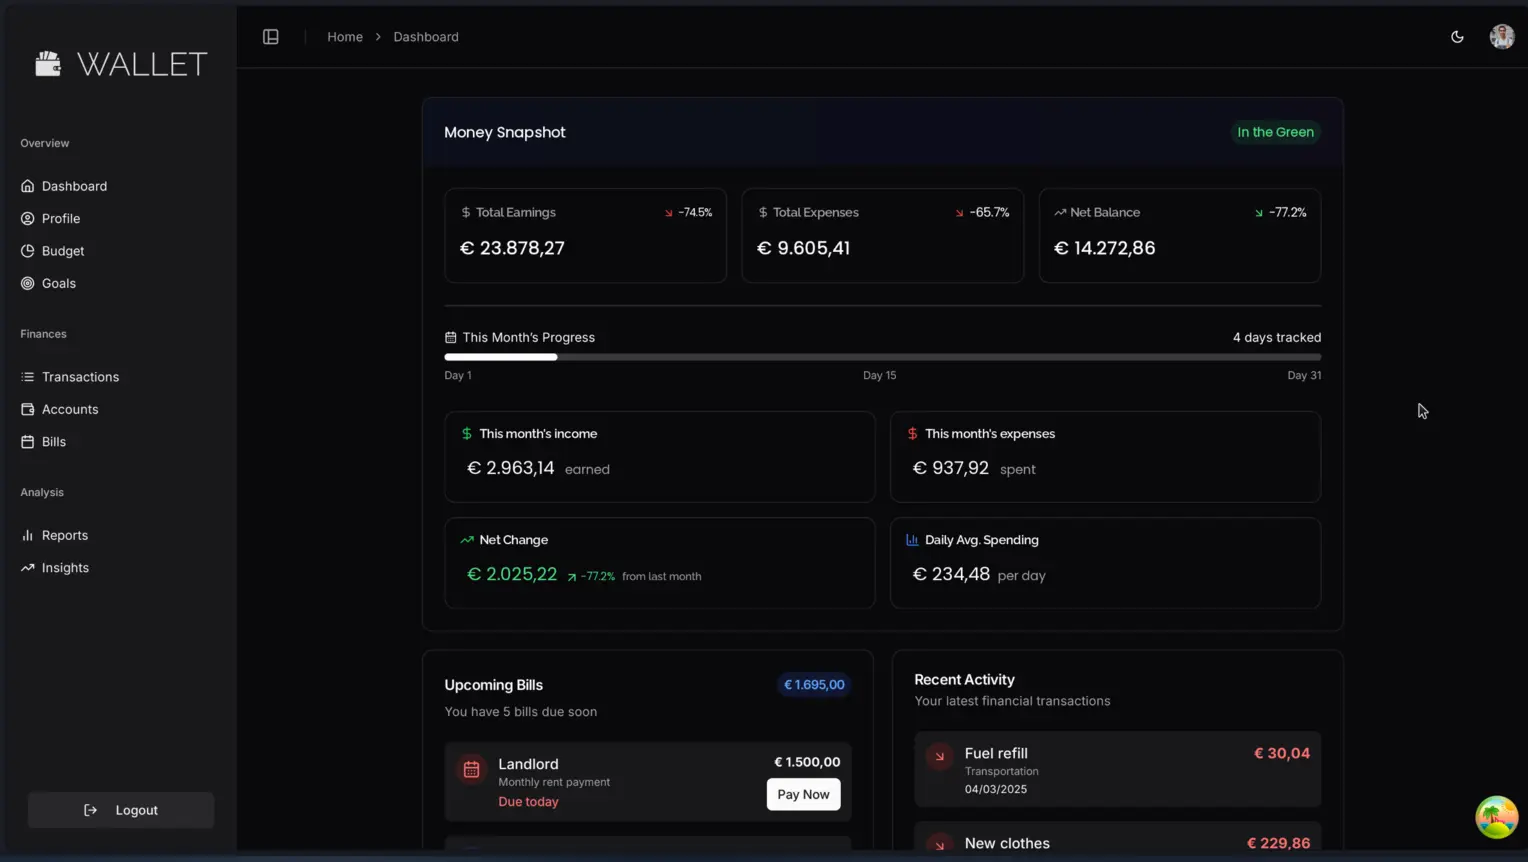 WALLET
Home > Dashboard
Overview
Dashboard
Profile
Budget
Goals
Finances
Transactions
Accounts
Bills
Analysis
Reports
Insights
Logout
Money Snapshot
In the Green
$ Total Earnings
-74.5%
€ 23.878,27
$ Total Expenses
-65.7%
€ 9.605,41
Net Balance
-77.2%
€ 14.272,86
This Month's Progress
4 days tracked
Day 1
Day 15
Day 31
$ This month's income
€ 2.963,14 earned
$ This month's expenses
€ 937,92 spent
Net Change
€ 2.025,22 -77.2% from last month
Daily Avg. Spending
€ 234,48 per day
Upcoming Bills
€ 1.695,00
You have 5 bills due soon
Landlord
€ 1.500,00
Monthly rent payment
Due today
Pay Now
Recent Activity
Your latest financial transactions
Fuel refill
€ 30,04
Transportation
04/03/2025
New clothes
€ 229,86